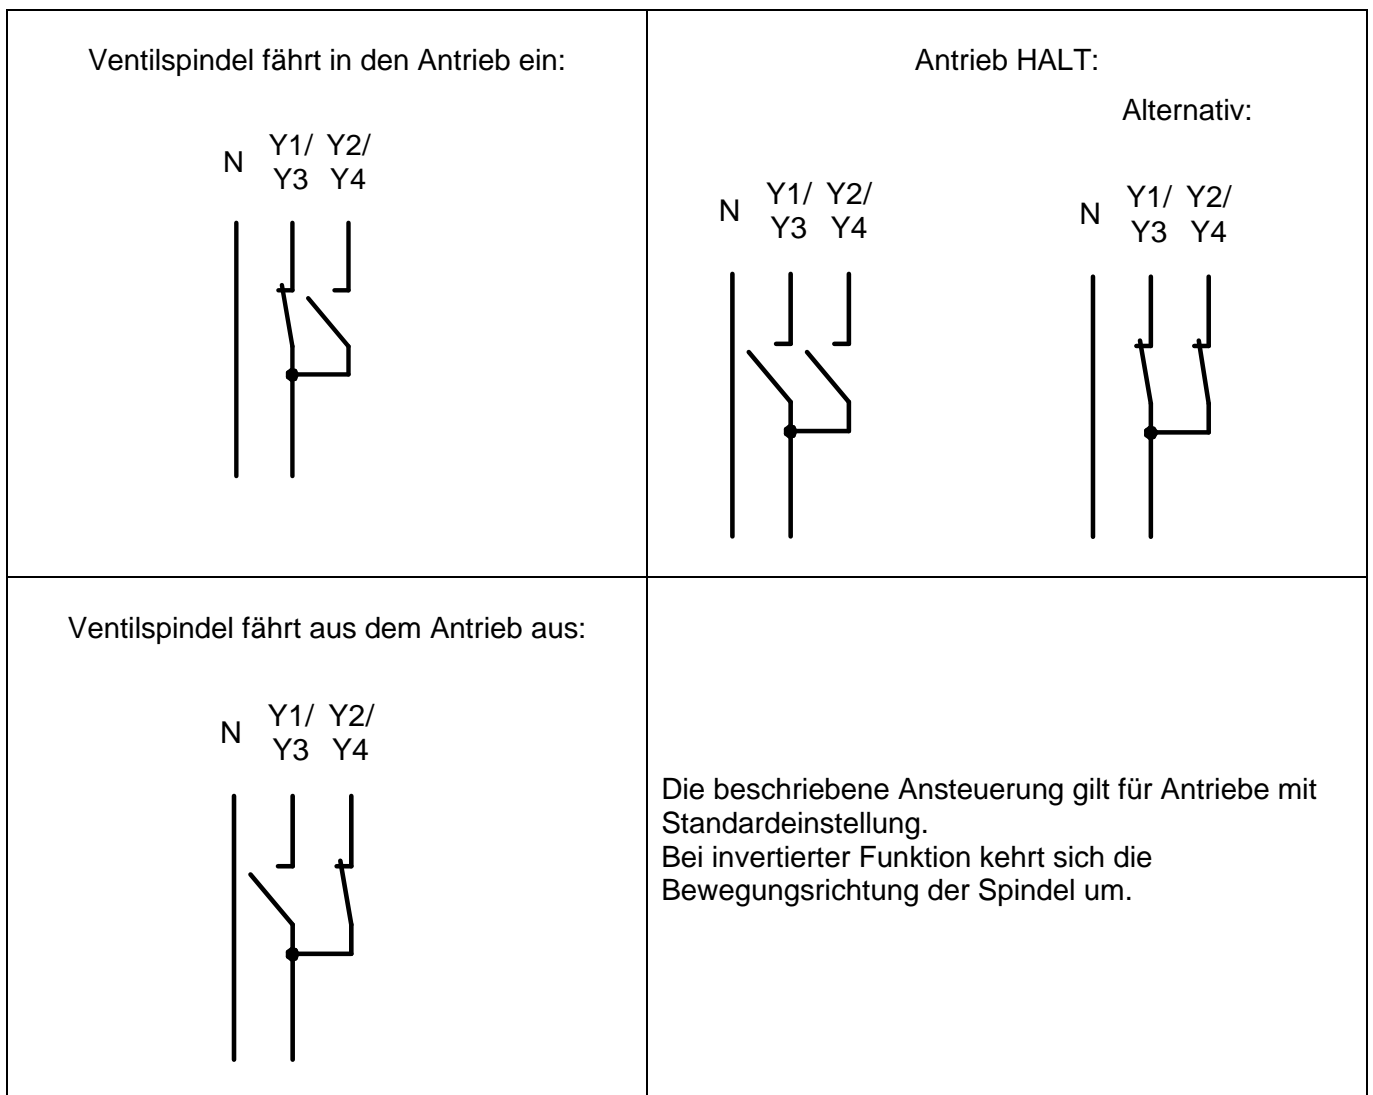 Ventilspindel fährt in den Antrieb ein:
N Y1/ Y2/
Y3 Y4
Antrieb HALT:
Alternativ:
N Y1/ Y2/
Y3 Y4
N Y1/ Y2/
Y3 Y4
Ventilspindel fährt aus dem Antrieb aus:
N Y1/ Y2/
Y3 Y4
Die beschriebene Ansteuerung gilt für Antriebe mit
Standardeinstellung.
Bei invertierter Funktion kehrt sich die
Bewegungsrichtung der Spindel um.